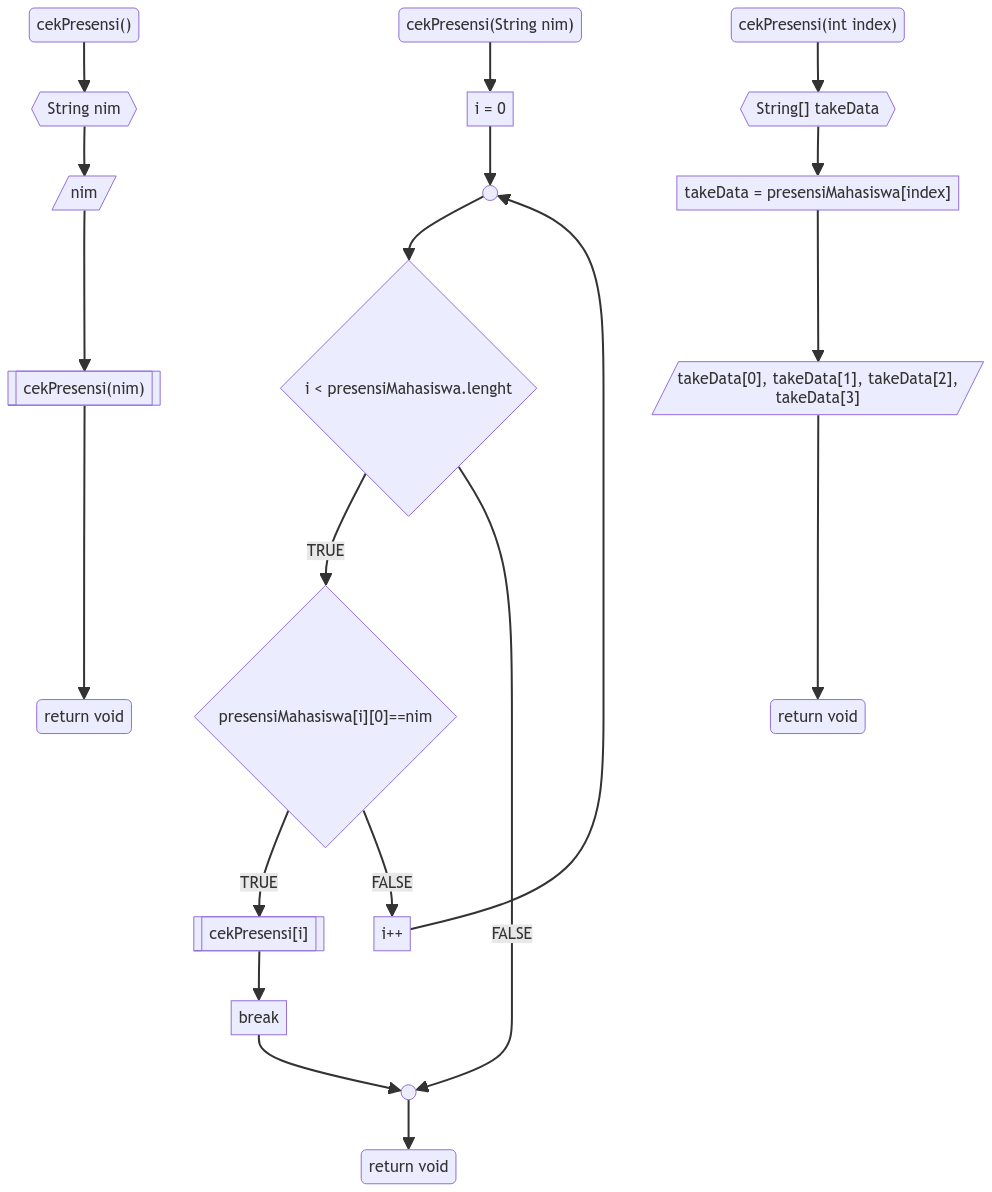 cekPresensi()
String nim
nim
cekPresensi(nim)
return void
cekPresensi(String nim)
i = 0
i < presensiMahasiswa.lenght
TRUE
FALSE
presensiMahasiswa[i][0]==nim
TRUE
FALSE
cekPresensi[i]
i++
break
return void
cekPresensi(int index)
String[] takeData
takeData = presensiMahasiswa[index]
takeData[0], takeData[1], takeData[2],
takeData[3]
return void